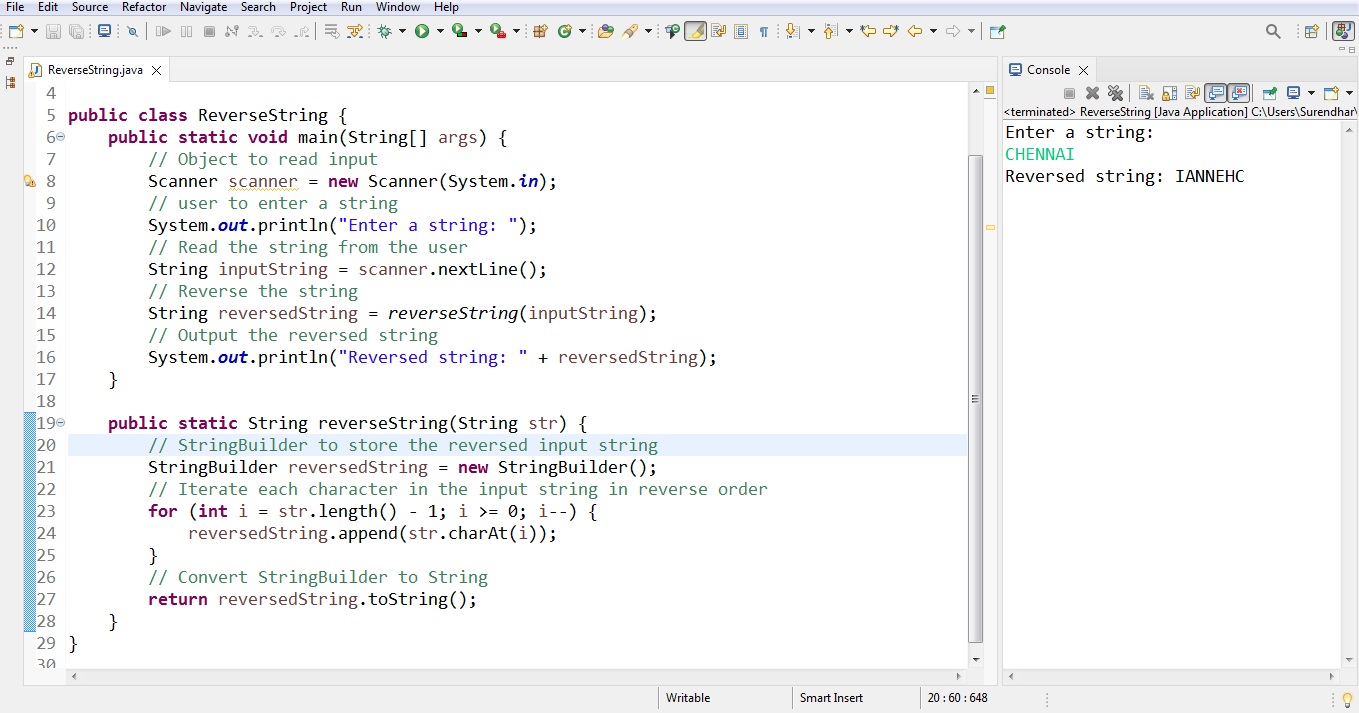 File Edit Source Refactor Navigate Search Project Run Window Help
ReverseString.java
4
5 public class ReverseString {
6 public static void main(String[] args) {
7 // Object to read input
8 Scanner scanner = new Scanner(System.in);
9 // user to enter a string
10 System.out.println("Enter a string: ");
11 // Read the string from the user
12 String inputString = scanner.nextLine();
13 // Reverse the string
14 String reversedString = reverseString(inputString);
15 // Output the reversed string
16 System.out.println("Reversed string: " + reversedString);
17 }
18
19 public static String reverseString(String str) {
20 // StringBuilder to store the reversed input string
21 StringBuilder reversedString = new StringBuilder();
22 // Iterate each character in the input string in reverse order
23 for (int i = str.length() - 1; i >= 0; i--) {
24 reversedString.append(str.charAt(i));
25 }
26 // Convert StringBuilder to String
27 return reversedString.toString();
28 }
29 }
30
Console
<terminated> ReverseString [Java Application] C:\Users\Surendhar\
Enter a string:
CHENNAI
Reversed string: IANNEHC
Writable Smart Insert 20 : 60 : 648